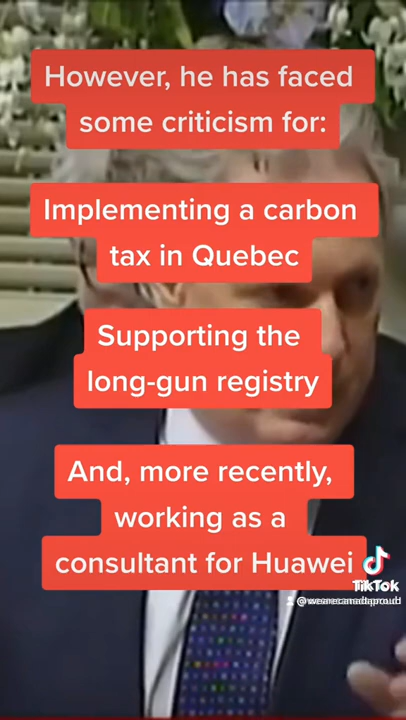 However, he has faced
some criticism for:
Implementing a carbon
tax in Quebec
Supporting the
long-gun registry
And, more recently,
working as a
consultant for Huawei
TikTok